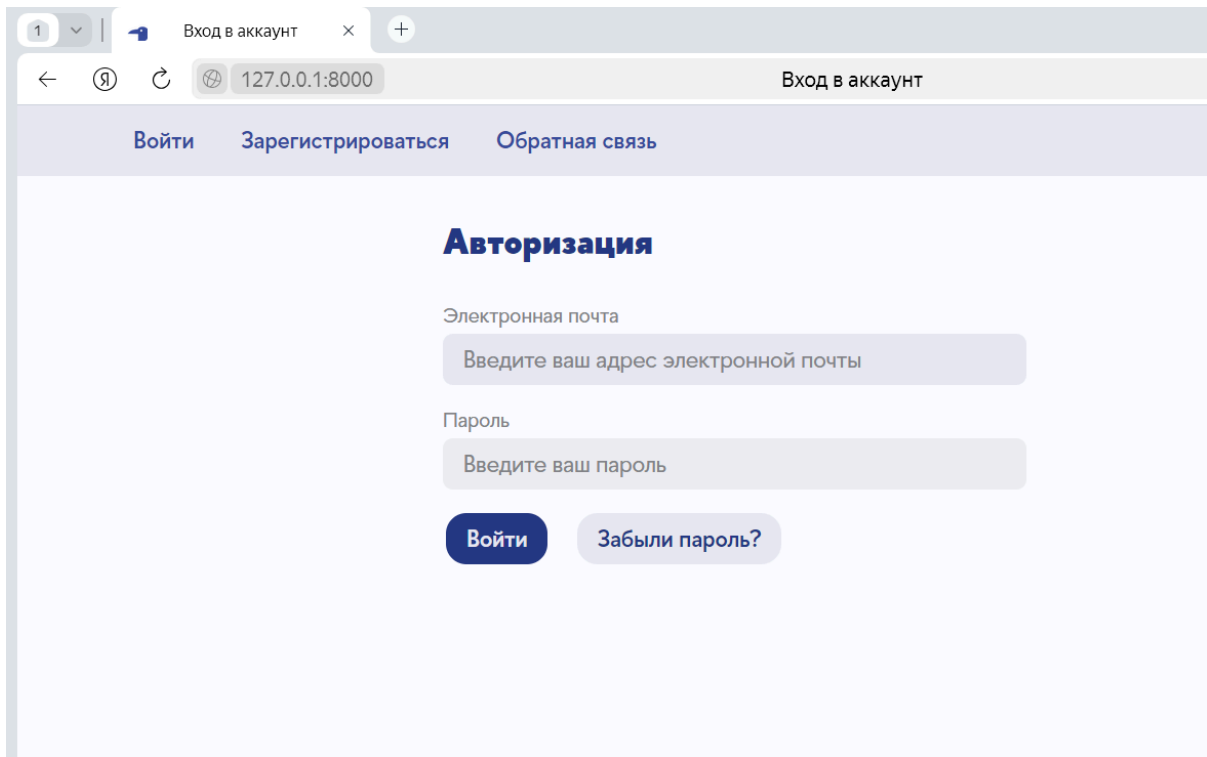 1
Вход в аккаунт
Я 127.0.0.1:8000 Вход в аккаунт
Войти Зарегистрироваться Обратная связь
Авторизация
Электронная почта
Введите ваш адрес электронной почты
Пароль
Введите ваш пароль
Войти Забыли пароль?